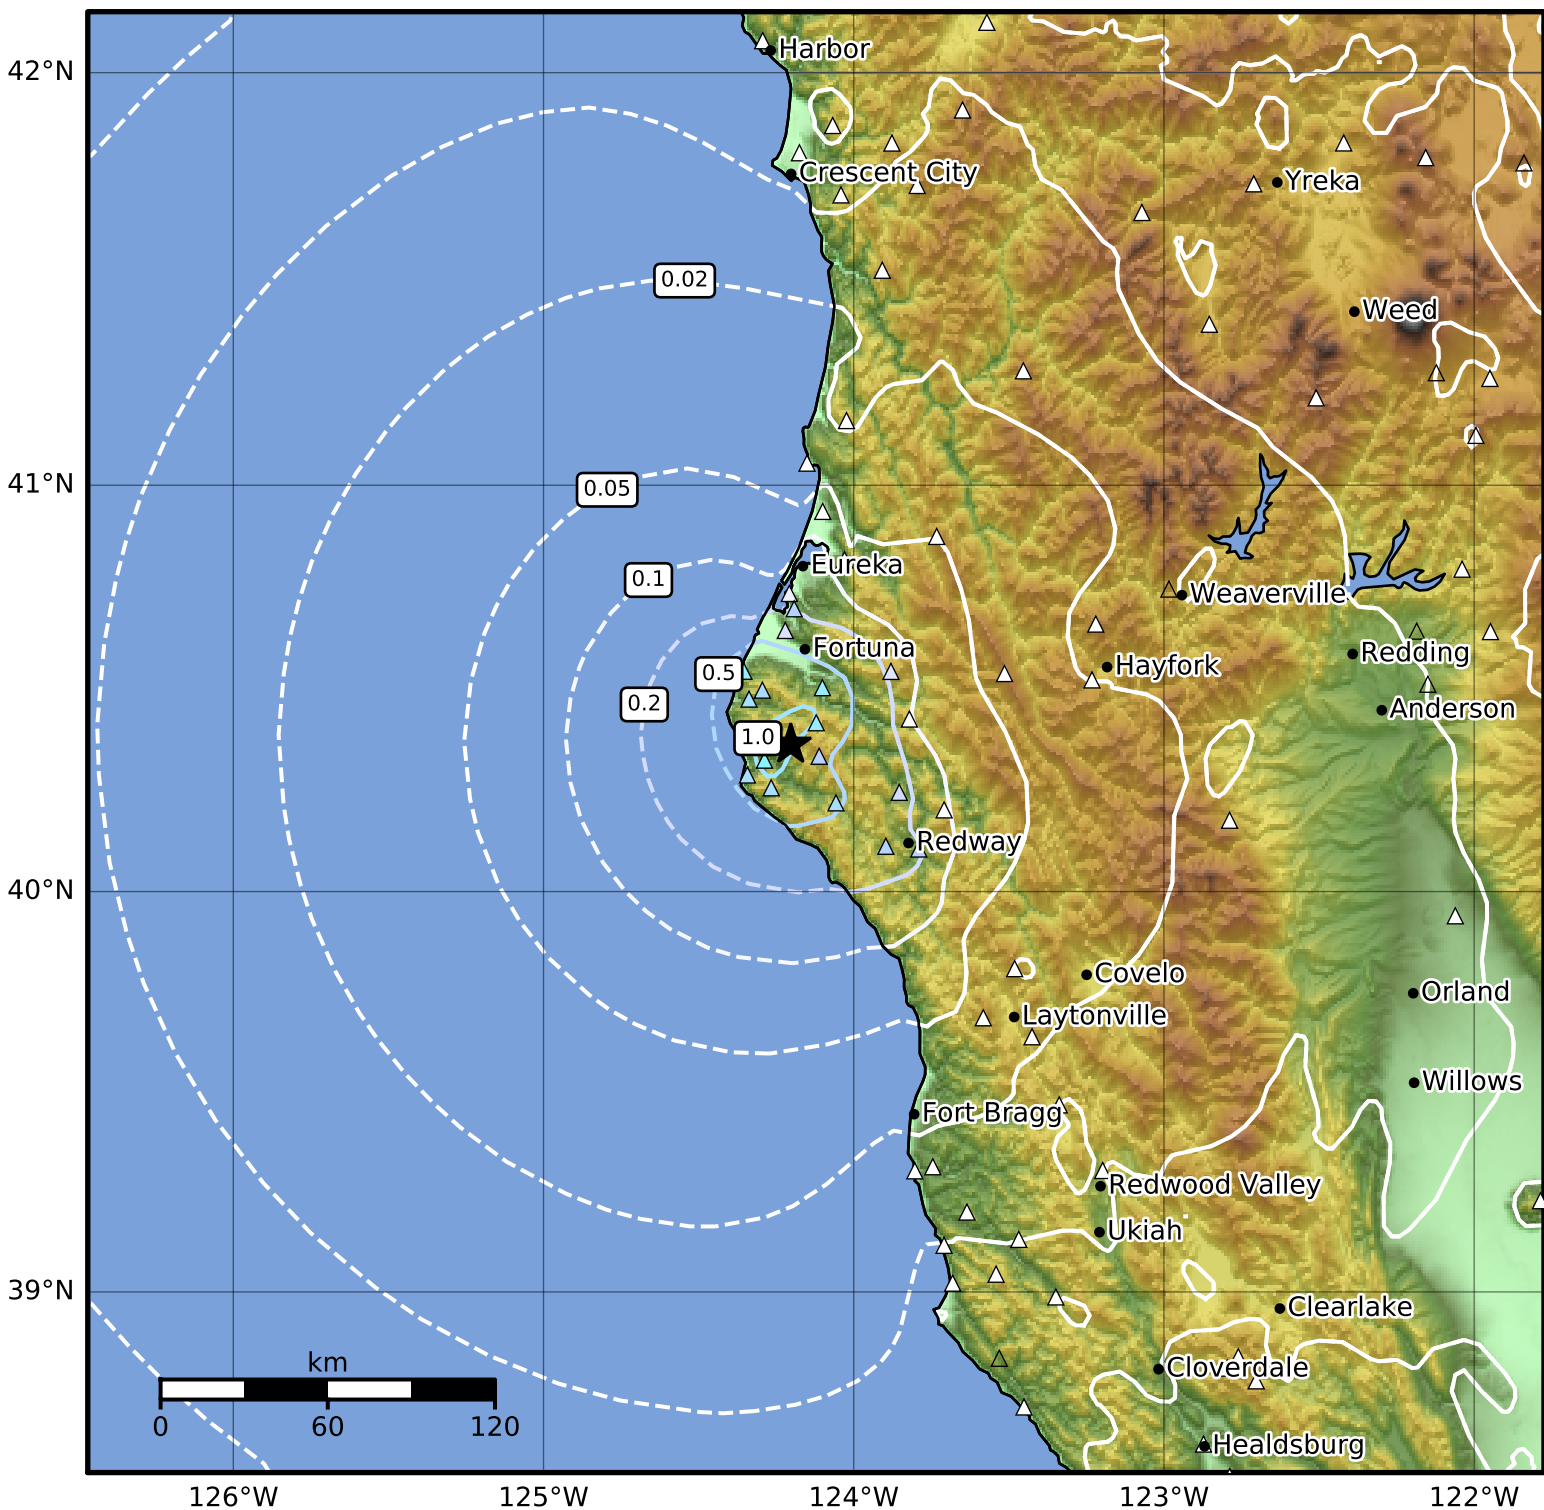 Harbor
42°N
Crescent City
Yreka
0.02
Weed
41°N
0.05
Eureka
0.1
Weaverville
Fortuna
Redding
Hayfork
0.5
0.2
Anderson
1.0
Redway
40°N
Covelo
Orland
Laytonville
Willows
Fort Bragg
Redwood Valley
Ukiah
39°N
Clearlake
km
Cloverdale
0 60 120
Healdsburg
126°W 125°W 124°W 123°W 122°W